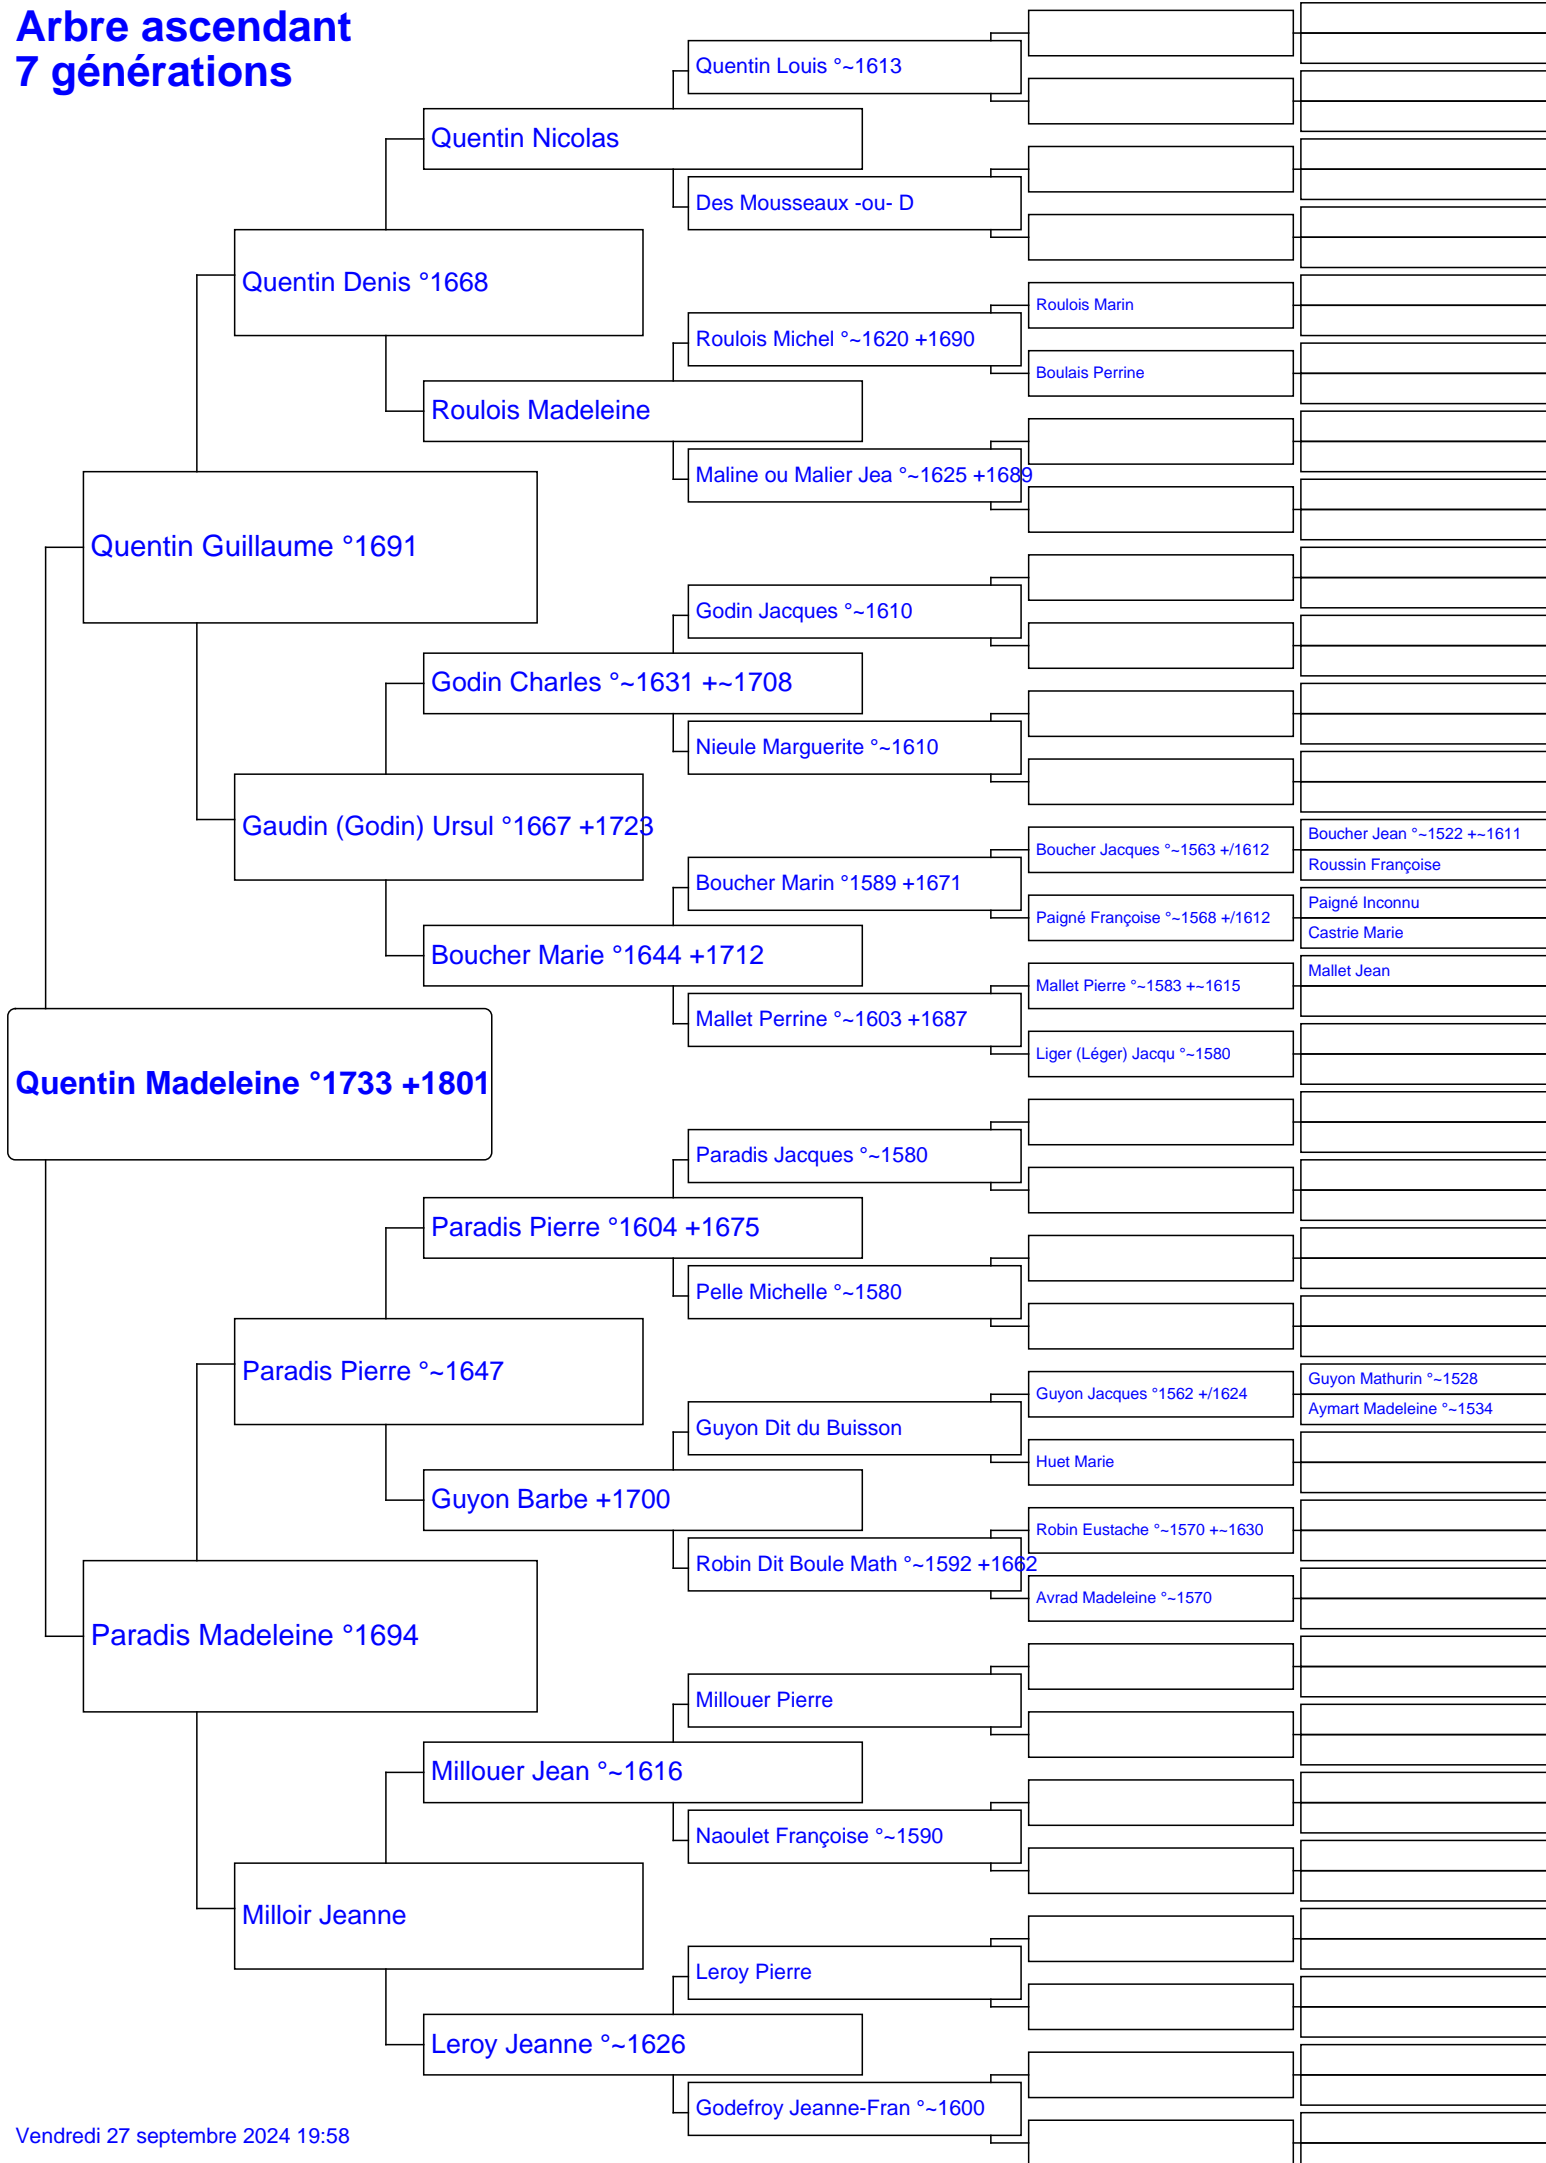 Arbre ascendant
7 générations
Quentin Louis °~1613
Quentin Nicolas
Des Mousseaux -ou- D
Quentin Denis °1668
Roulois Marin
Roulois Michel °~1620 +1690
Boulais Perrine
Roulois Madeleine
Maline ou Malier Jea °~1625 +1689
Quentin Guillaume °1691
Godin Jacques °~1610
Godin Charles °~1631 +~1708
Nieule Marguerite °~1610
Gaudin (Godin) Ursul °1667 +1723
Boucher Jean °~1522 +~1611
Boucher Jacques °~1563 +/1612
Roussin Françoise
Boucher Marin °1589 +1671
Paigné Inconnu
Paigné Françoise °~1568 +/1612
Castrie Marie
Boucher Marie °1644 +1712
Mallet Jean
Mallet Pierre °~1583 +~1615
Mallet Perrine °~1603 +1687
Liger (Léger) Jacqu °~1580
Quentin Madeleine °1733 +1801
Paradis Jacques °~1580
Paradis Pierre °1604 +1675
Pelle Michelle °~1580
Paradis Pierre °~1647
Guyon Mathurin °~1528
Guyon Jacques °1562 +/1624
Aymart Madeleine °~1534
Guyon Dit du Buisson
Huet Marie
Guyon Barbe +1700
Robin Eustache °~1570 +~1630
Robin Dit Boule Math °~1592 +1662
Avrad Madeleine °~1570
Paradis Madeleine °1694
Millouer Pierre
Millouer Jean °~1616
Naoulet Françoise °~1590
Milloir Jeanne
Leroy Pierre
Leroy Jeanne °~1626
Godefroy Jeanne-Fran °~1600
Vendredi 27 septembre 2024 19:58